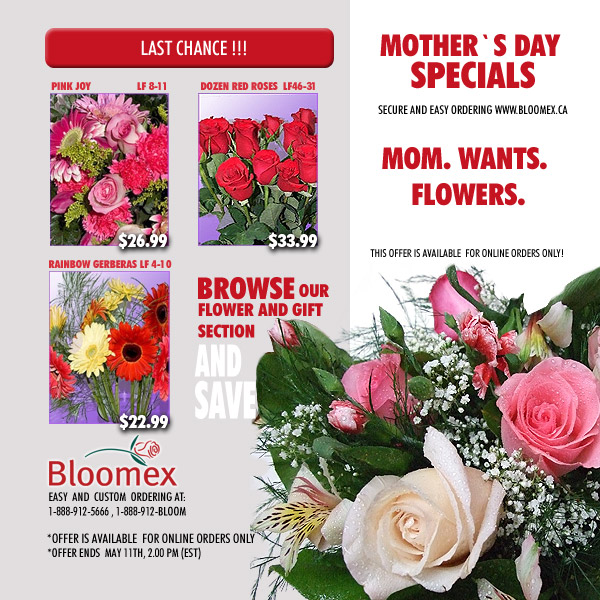 LAST CHANCE !!!
PINK JOY LF 8-11
$26.99
DOZEN RED ROSES LF46-31
$33.99
RAINBOW GERBERAS LF 4-10
$22.99
BROWSE OUR
FLOWER AND GIFT
SECTION
AND
SAVE
Bloomex
EASY AND CUSTOM ORDERING AT:
1-888-912-5666 , 1-888-912-BLOOM
*OFFER IS AVAILABLE FOR ONLINE ORDERS ONLY
*OFFER ENDS MAY 11TH, 2.00 PM (EST)
MOTHER`S DAY
SPECIALS
SECURE AND EASY ORDERING WWW.BLOOMEX.CA
MOM. WANTS.
FLOWERS.
THIS OFFER IS AVAILABLE FOR ONLINE ORDERS ONLY!